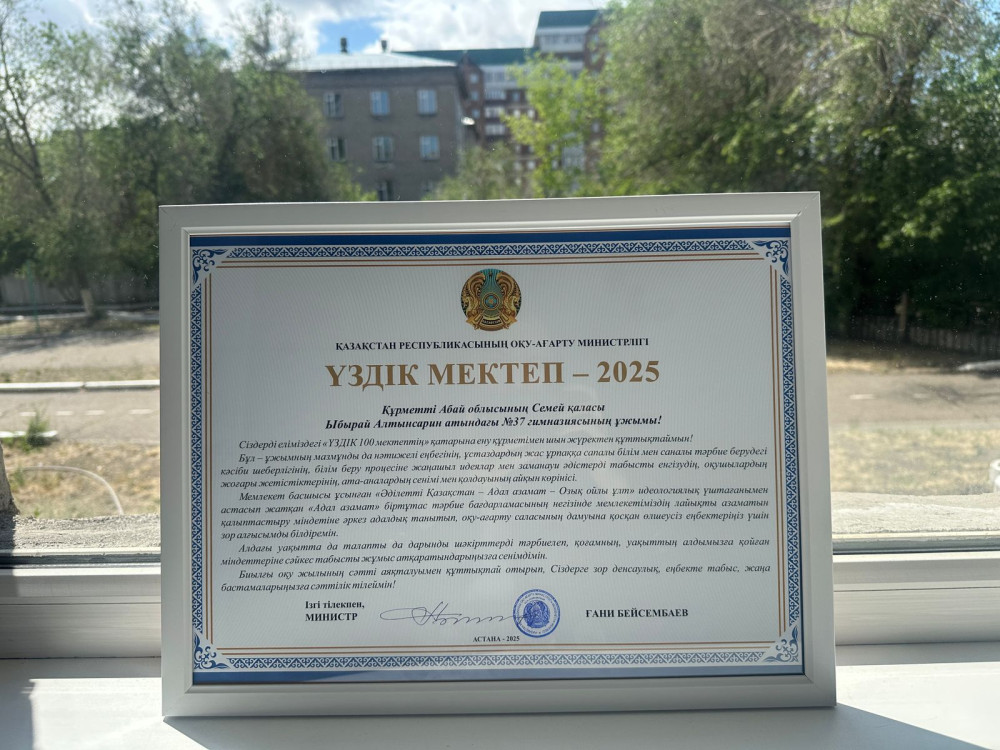 ҚАЗАҚСТАН РЕСПУБЛИКАСЫНЫҢ ОҚУ-АҒАРТУ МИНИСТРЛІГІ
ҮЗДІК МЕКТЕП – 2025
Құрметті Абай облысының Семей қаласы
Ыбырай Алтынсарин атындағы №37 гимназиясының ұжымы!
Сіздерді еліміздегі «ҮЗДІК 100 мектептің» қатарына ену құрметімен шын жүректен құттықтаймын!
Бұл – ұжымның мазмұнды да нәтижелі еңбегінің, ұстаздардың жас ұрпаққа сапалы білім мен саналы тәрбие берудегі
кәсіби шеберлігінің, білім беру процесіне жаңашыл идеялар мен заманауи әдістерді табысты енгізудің, оқушылардың
жоғары жетістіктерінің, ата-аналардың сенімі мен қолдауының айқын көрінісі.
Мемлекет басшысы ұсынған «Әділетті Қазақстан – Адал азамат – Озық ойлы ұлт» идеологиялық ұштағанымен
астасып жатқан «Адал азамат» біртұтас тәрбие бағдарламасының негізінде мемлекетіміздің лайықты азаматын
қалыптастыру міндетіне әркез адалдық танытып, оқу-ағарту саласының дамуына қосқан өлшеусіз еңбектеріңіз үшін
зор алғысымды білдіремін.
Алдағы уақытта да талапты да дарынды шәкірттерді тәрбиелеп, қоғамның, уақыттың алдымызға қойған
міндеттеріне сәйкес табысты жұмыс атқаратындарыңызға сенімдімін.
Биылғы оқу жылының сәтті аяқталуымен құттықтай отырып, Сіздерге зор денсаулық, еңбекте табыс, жаңа
бастамаларыңызға сәттілік тілеймін!
Ізгі тілекпен,
МИНИСТР ҒАНИ БЕЙСЕМБАЕВ
АСТАНА - 2025